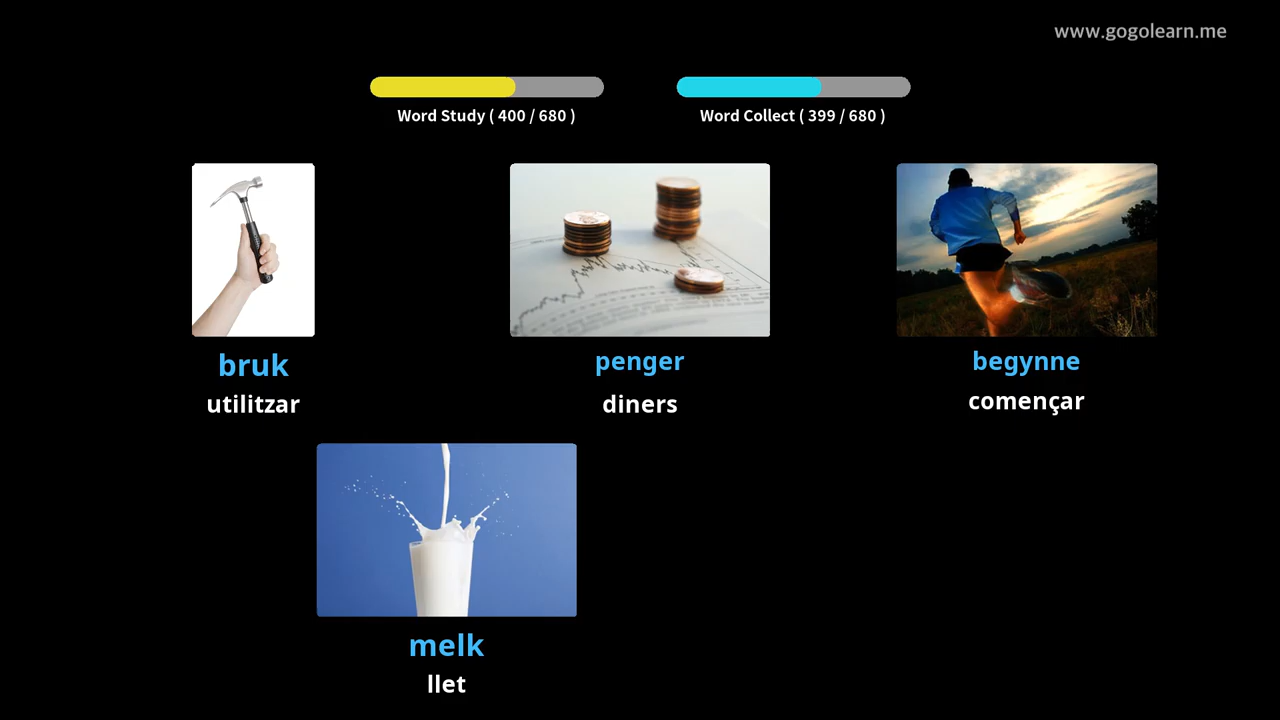 www.gogolearn.me
Word Study ( 400 / 680 )
Word Collect ( 399 / 680 )
bruk
utilitzar
penger
diners
begynne
començar
melk
llet